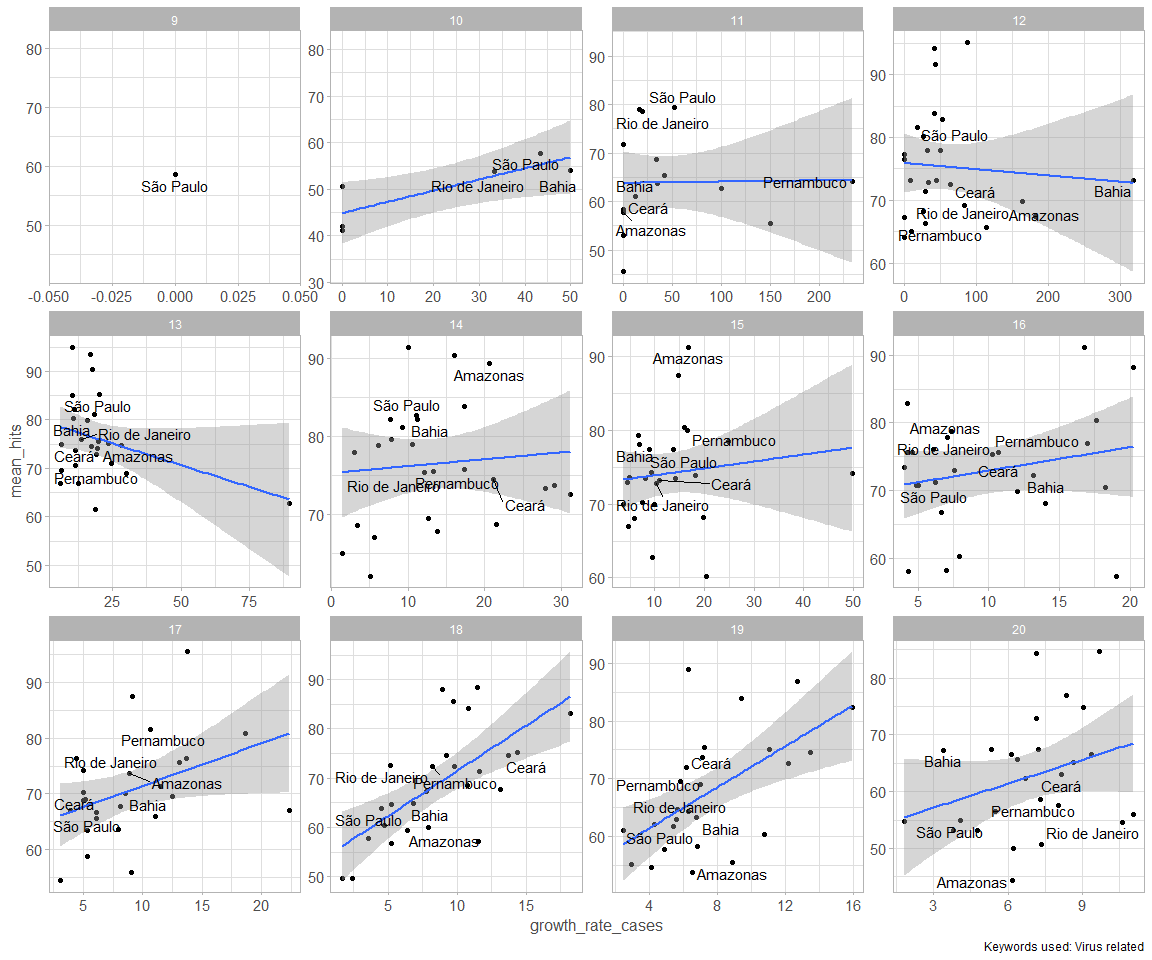 9 10 11 12
80
70
60
50
São Paulo
-0.050 -0.025 0.000 0.025 0.050
80
70
60
50
40
30
São Paulo
Rio de Janeiro Bahia
0 10 20 30 40 50
90
80
70
60
50
São Paulo
Rio de Janeiro
Pernambuco
Bahia
Ceará
Amazonas
0 50 100 150 200
90
80
70
60
São Paulo
Ceará Bahia
Rio de Janeiro Amazonas
Pernambuco
0 100 200 300
13 14 15 16
90
80
70
60
50
São Paulo
Bahia Rio de Janeiro
Ceará Amazonas
Pernambuco
25 50 75
90
80
70
Amazonas
São Paulo
Bahia
Rio de Janeiro Pernambuco
Ceará
0 10 20 30
90
80
70
60
Amazonas
Pernambuco
Bahia
São Paulo
Ceará
Rio de Janeiro
10 20 30 40 50
90
80
70
60
Amazonas
Pernambuco
Rio de Janeiro
Ceará
Bahia
São Paulo
5 10 15 20
mean_hits
17 18 19 20
90
80
70
60
Pernambuco
Rio de Janeiro
Amazonas
Ceará Bahia
São Paulo
5 10 15 20
90
80
70
60
50
Ceará
Rio de Janeiro
Pernambuco
Bahia
São Paulo
Amazonas
5 10 15
90
80
70
60
Ceará
Pernambuco
Rio de Janeiro
Bahia
São Paulo
Amazonas
4 8 12 16
80
70
60
50
Ceará
Pernambuco
São Paulo Rio de Janeiro
Amazonas
3 6 9
growth_rate_cases
Keywords used: Virus related